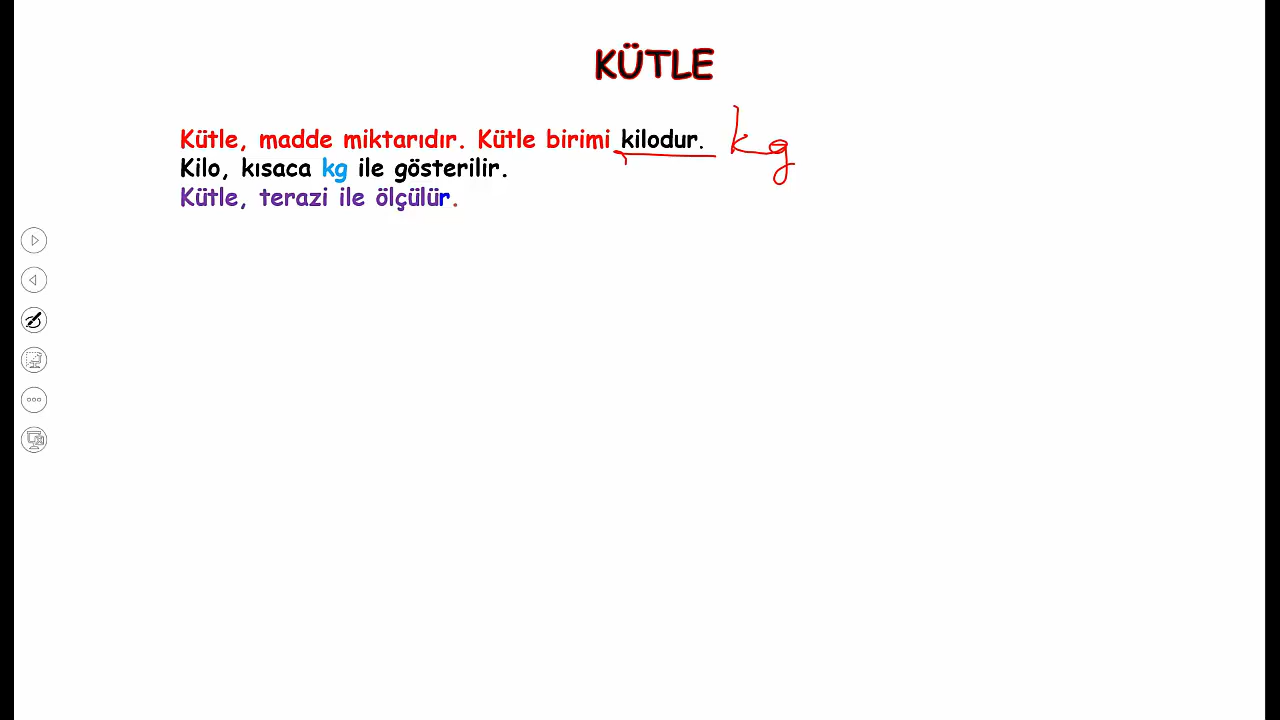 KÜTLE
Kütle, madde miktarıdır. Kütle birimi kilodur. kg
Kilo, kısaca kg ile gösterilir.
Kütle, terazi ile ölçülür.